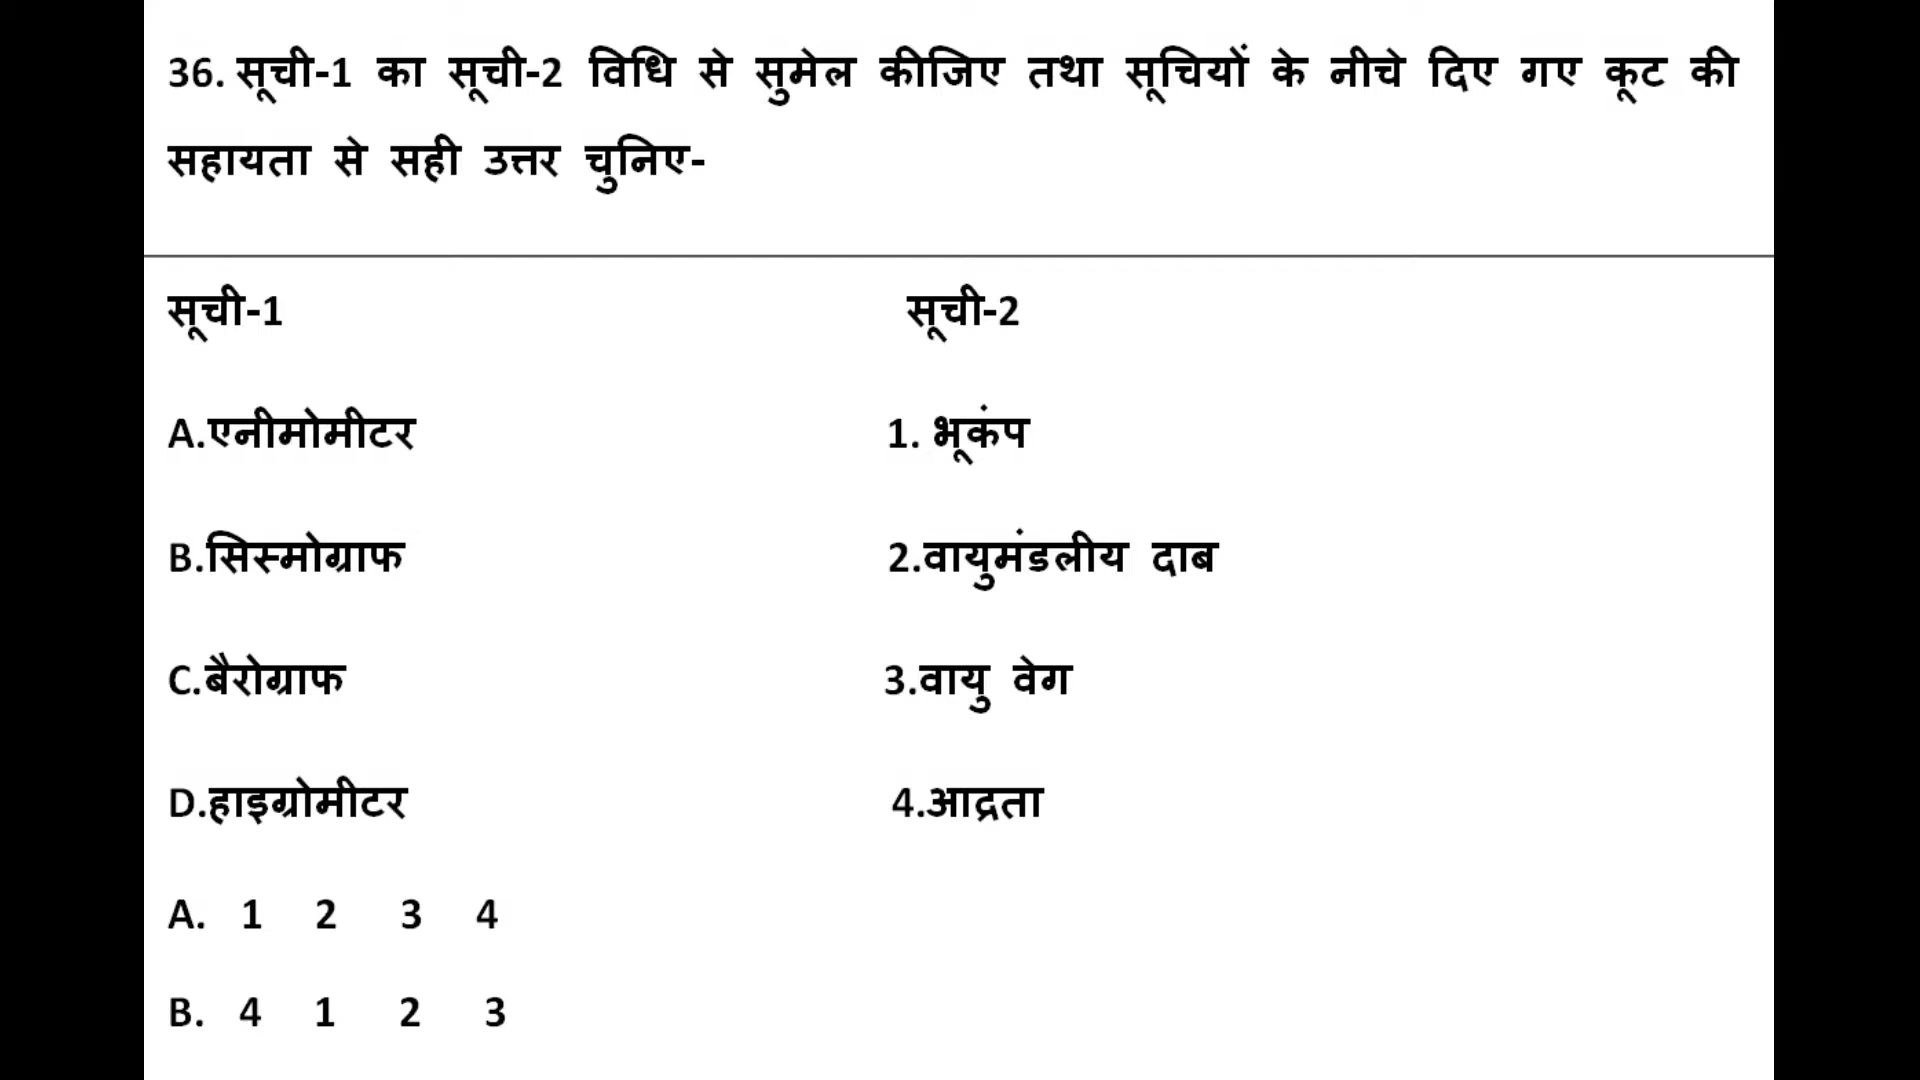 36. सूची-1 का सूची-2 विधि से सुमेल कीजिए तथा सूचियों के नीचे दिए गए कूट की
सहायता से सही उत्तर चुनिए-
सूची-1 सूची-2
A.एनीमोमीटर 1. भूकंप
B.सिस्मोग्राफ 2.वायुमंडलीय दाब
C.बैरोग्राफ 3.वायु वेग
D.हाइग्रोमीटर 4.आद्रता
A. 1 2 3 4
B. 4 1 2 3